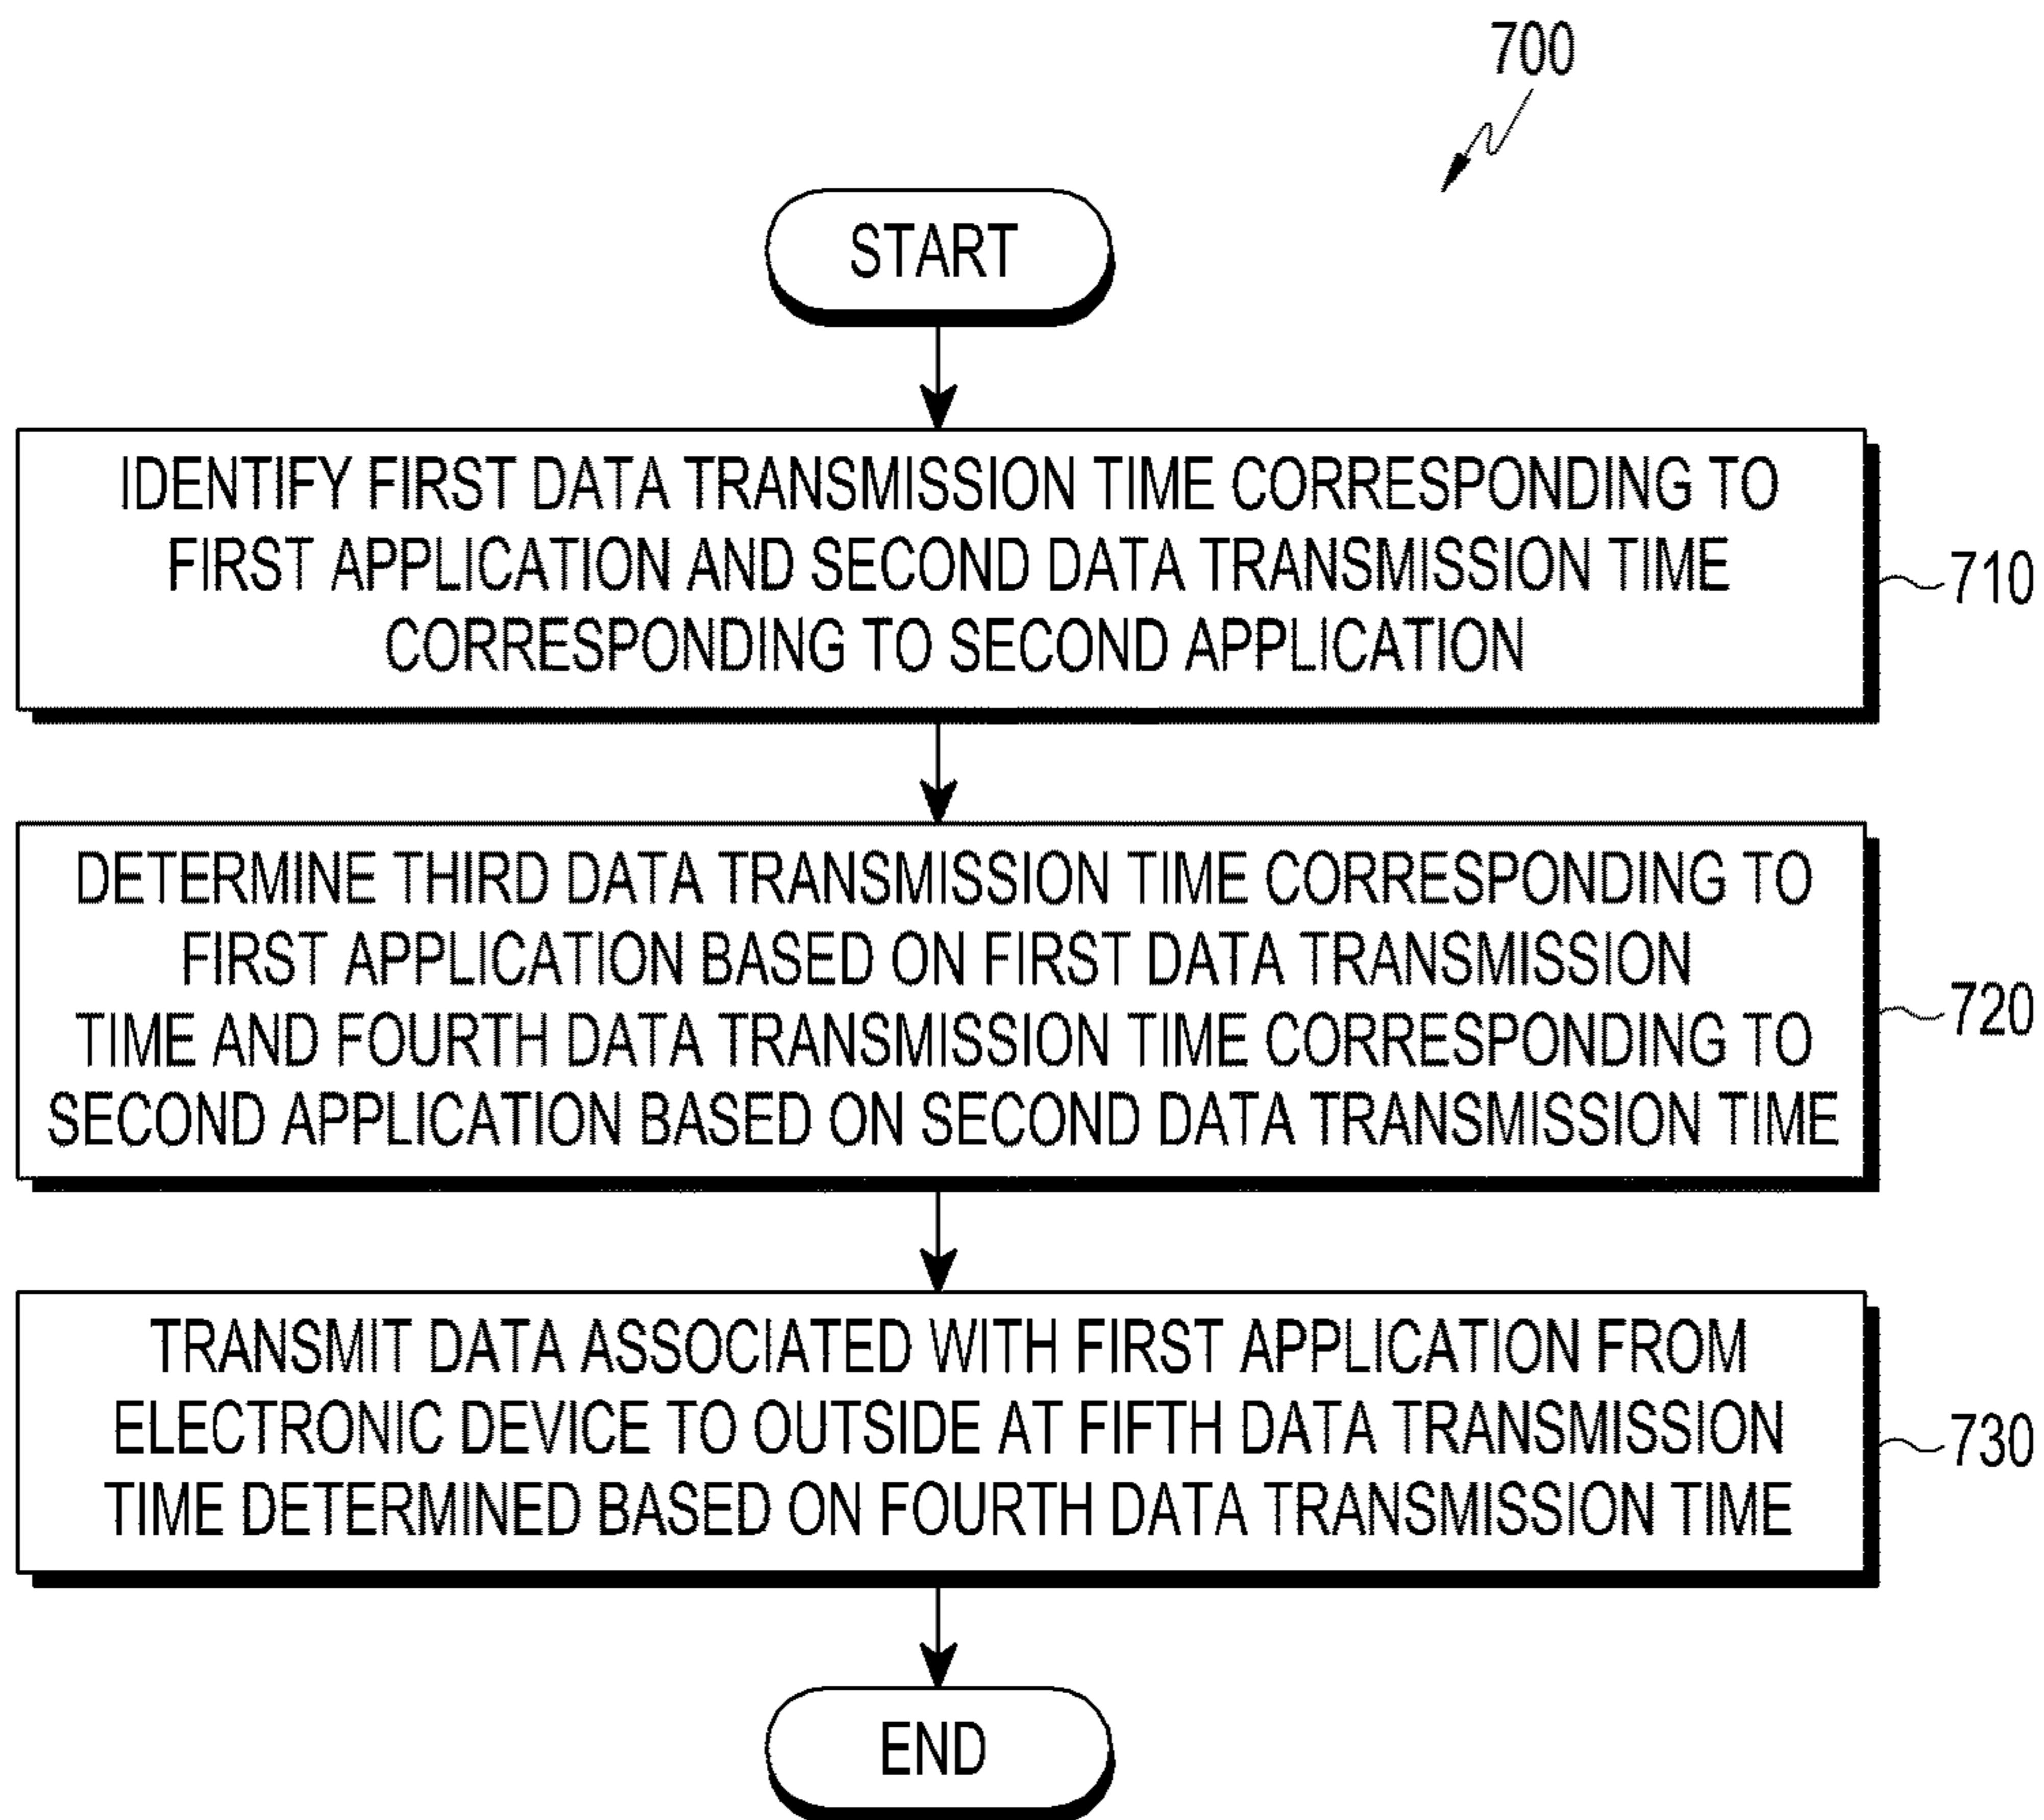 700
START
IDENTIFY FIRST DATA TRANSMISSION TIME CORRESPONDING TO
FIRST APPLICATION AND SECOND DATA TRANSMISSION TIME
CORRESPONDING TO SECOND APPLICATION
710
DETERMINE THIRD DATA TRANSMISSION TIME CORRESPONDING TO
FIRST APPLICATION BASED ON FIRST DATA TRANSMISSION
TIME AND FOURTH DATA TRANSMISSION TIME CORRESPONDING TO
SECOND APPLICATION BASED ON SECOND DATA TRANSMISSION TIME
720
TRANSMIT DATA ASSOCIATED WITH FIRST APPLICATION FROM
ELECTRONIC DEVICE TO OUTSIDE AT FIFTH DATA TRANSMISSION
TIME DETERMINED BASED ON FOURTH DATA TRANSMISSION TIME
730
END